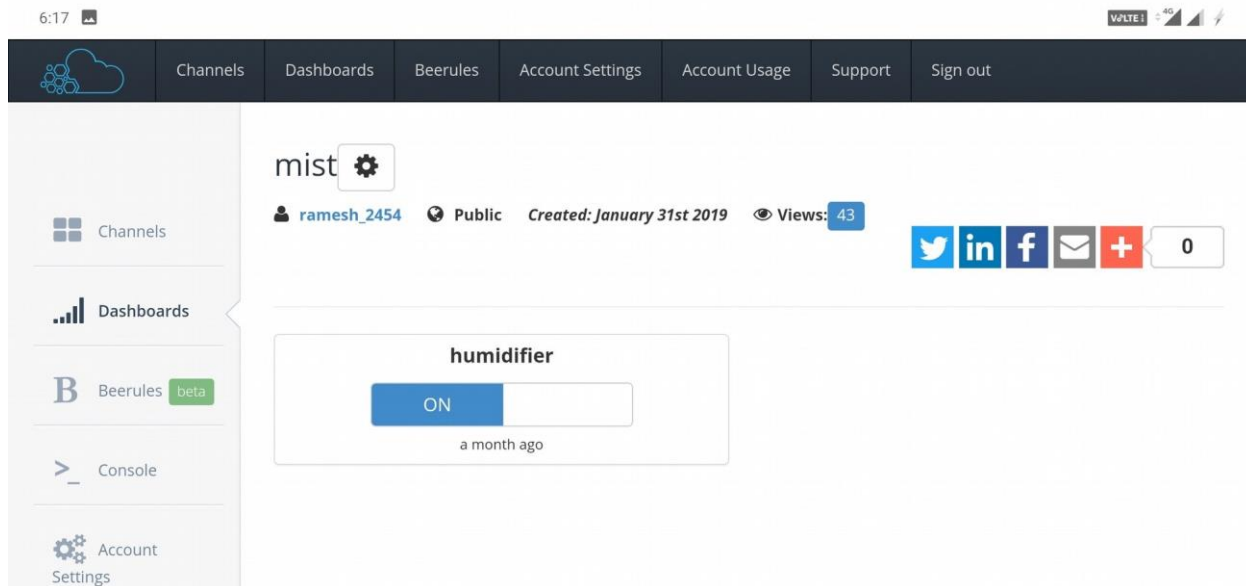 6:17 VoLTE 4G
Channels Dashboards Beerules Account Settings Account Usage Support Sign out
mist
ramesh_2454 Public Created: January 31st 2019 Views: 43
0
Channels
Dashboards
B Beerules beta
>_ Console
Account
Settings
humidifier
ON
a month ago